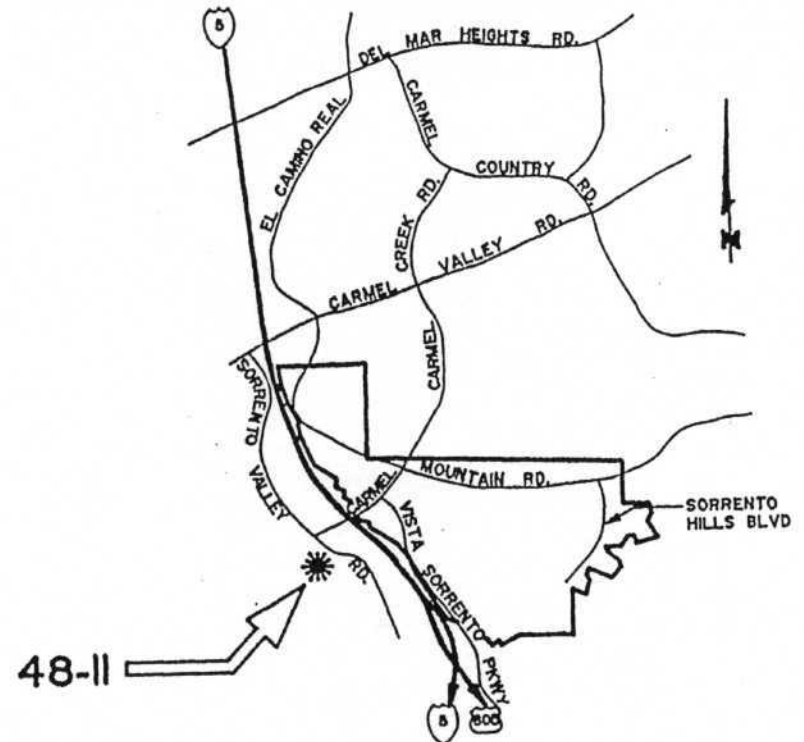 5
DEL MAR HEIGHTS RD.
EL CAMINO REAL
CARMEL
COUNTRY
RD.
CREEK RD.
CARMEL VALLEY RD.
CARMEL
N
SORRENTO
VALLEY
RD.
CARMEL
MOUNTAIN RD.
VISTA
SORRENTO
PKWY
SORRENTO
HILLS BLVD
48-11
5
805